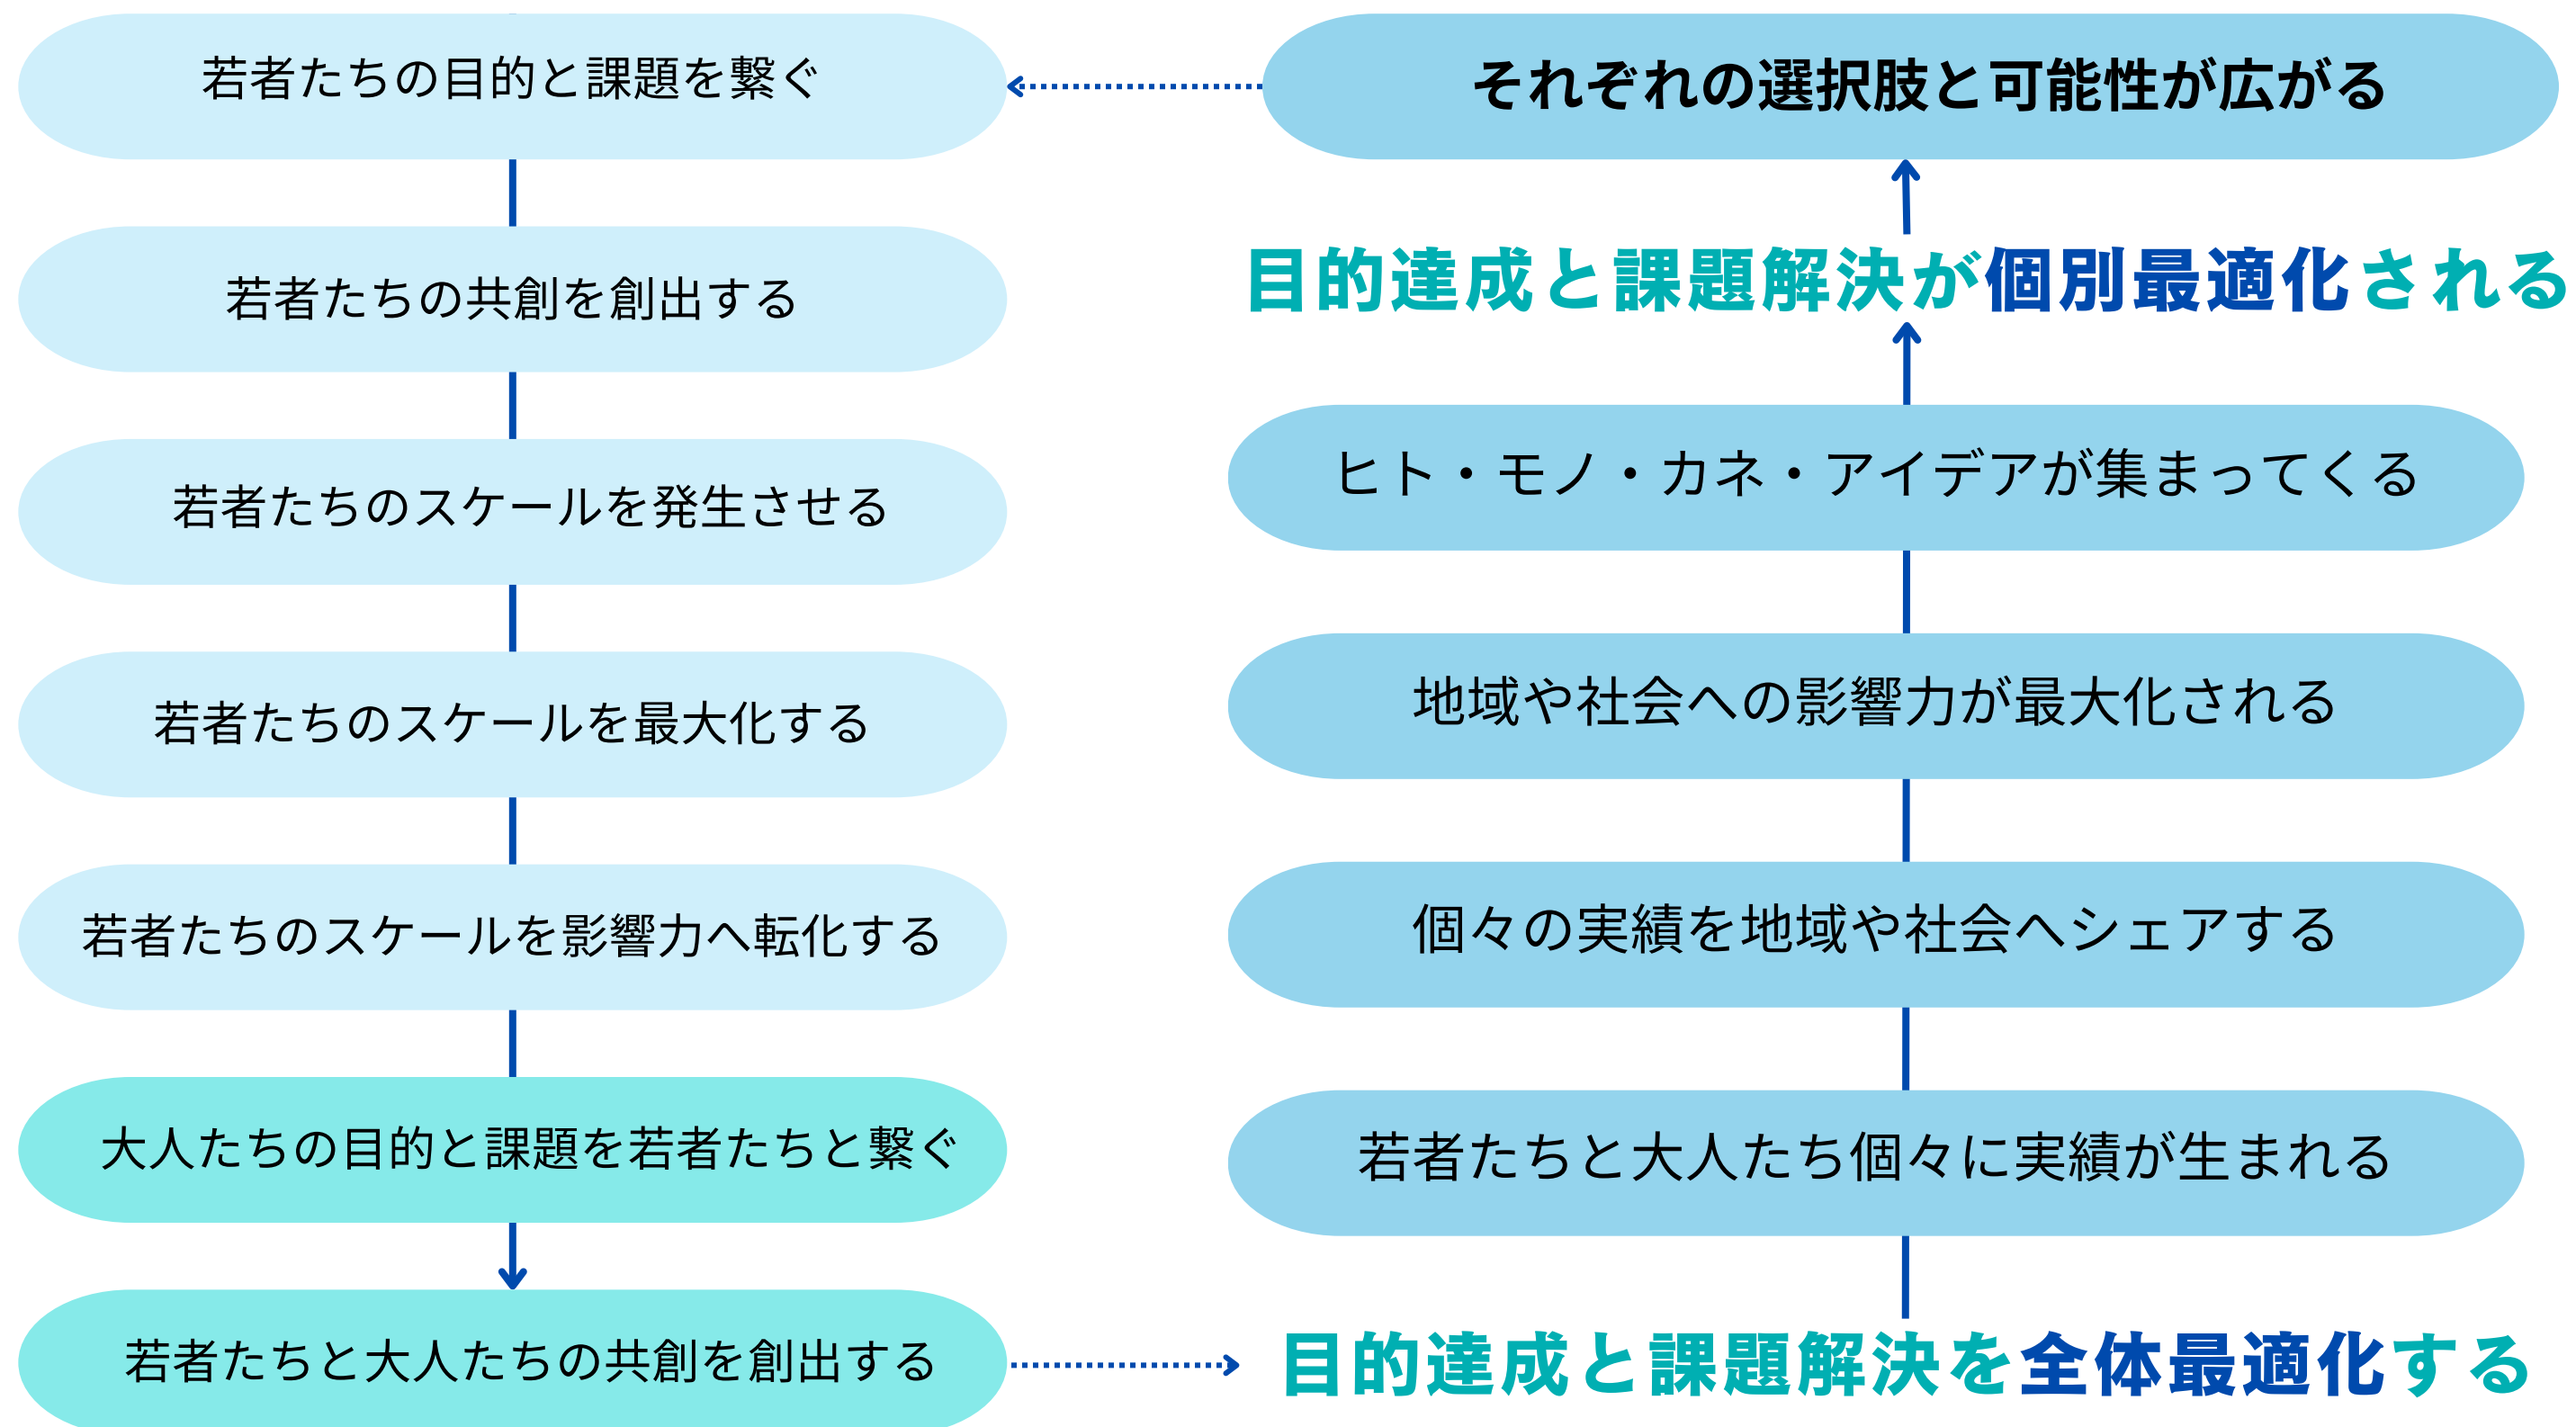 若者たちの目的と課題を繋ぐ
若者たちの共創を創出する
若者たちのスケールを発生させる
若者たちのスケールを最大化する
若者たちのスケールを影響力へ転化する
大人たちの目的と課題を若者たちと繋ぐ
若者たちと大人たちの共創を創出する
それぞれの選択肢と可能性が広がる
目的達成と課題解決が個別最適化される
ヒト・モノ・カネ・アイデアが集まってくる
地域や社会への影響力が最大化される
個々の実績を地域や社会へシェアする
若者たちと大人たち個々に実績が生まれる
目的達成と課題解決を全体最適化する